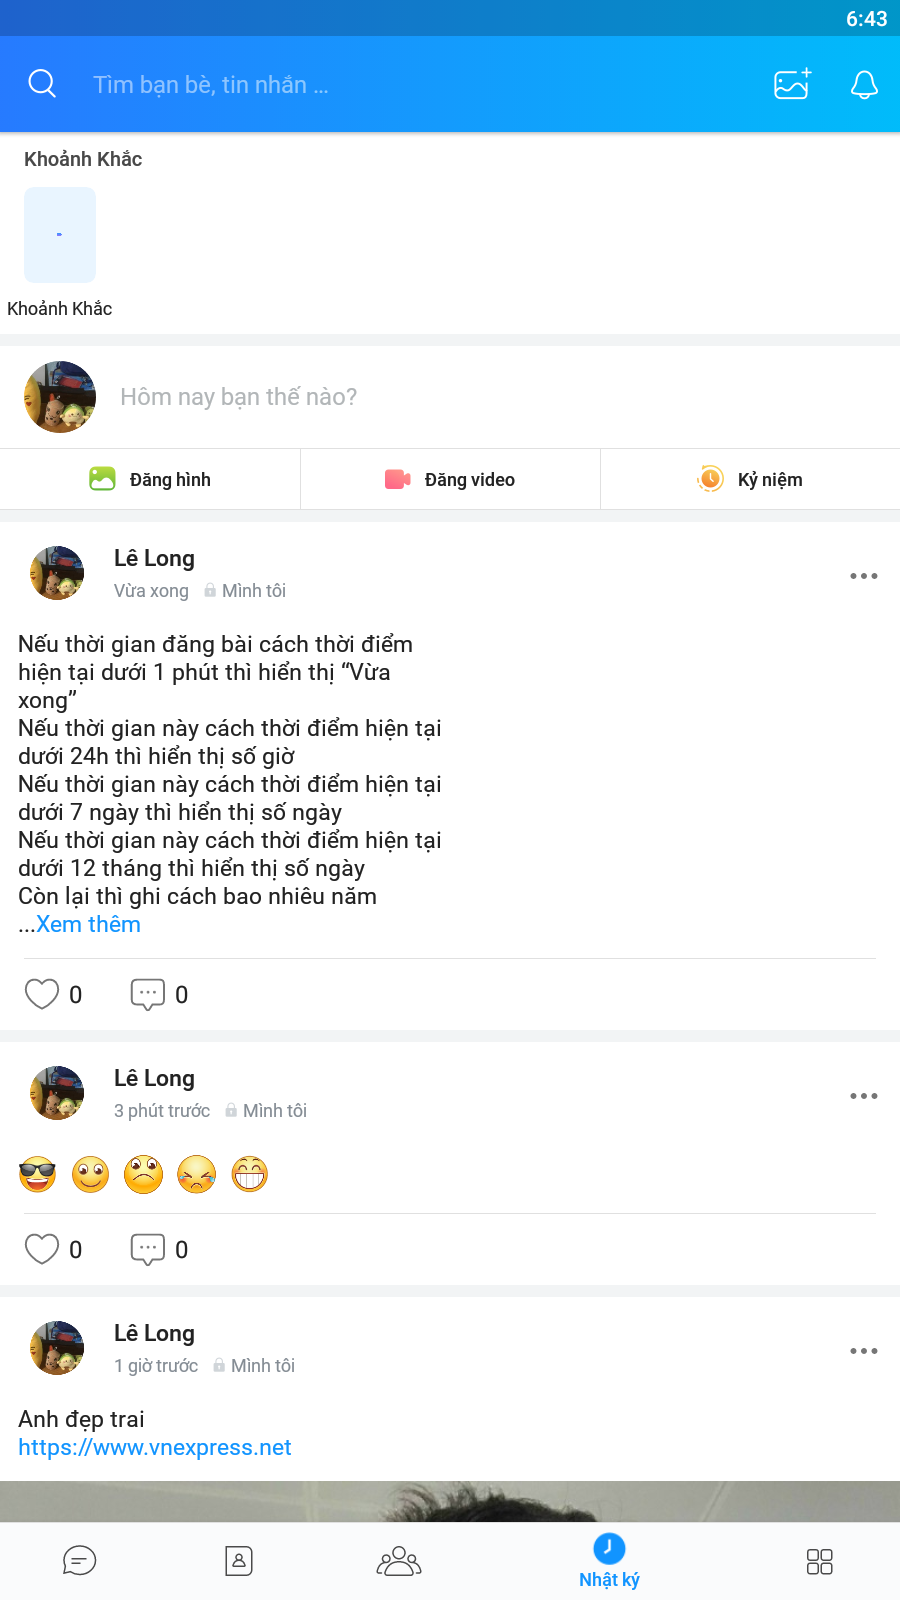 6:43
Tìm bạn bè, tin nhắn ...
Khoảnh Khắc
Khoảnh Khắc
Hôm nay bạn thế nào?
Đăng hình
Đăng video
Kỷ niệm
Lê Long
Vừa xong Mình tôi
Nếu thời gian đăng bài cách thời điểm
hiện tại dưới 1 phút thì hiển thị “Vừa
xong”
Nếu thời gian này cách thời điểm hiện tại
dưới 24h thì hiển thị số giờ
Nếu thời gian này cách thời điểm hiện tại
dưới 7 ngày thì hiển thị số ngày
Nếu thời gian này cách thời điểm hiện tại
dưới 12 tháng thì hiển thị số ngày
Còn lại thì ghi cách bao nhiêu năm
...Xem thêm
0 0
Lê Long
3 phút trước Mình tôi
0 0
Lê Long
1 giờ trước Mình tôi
Anh đẹp trai
https://www.vnexpress.net
Nhật ký